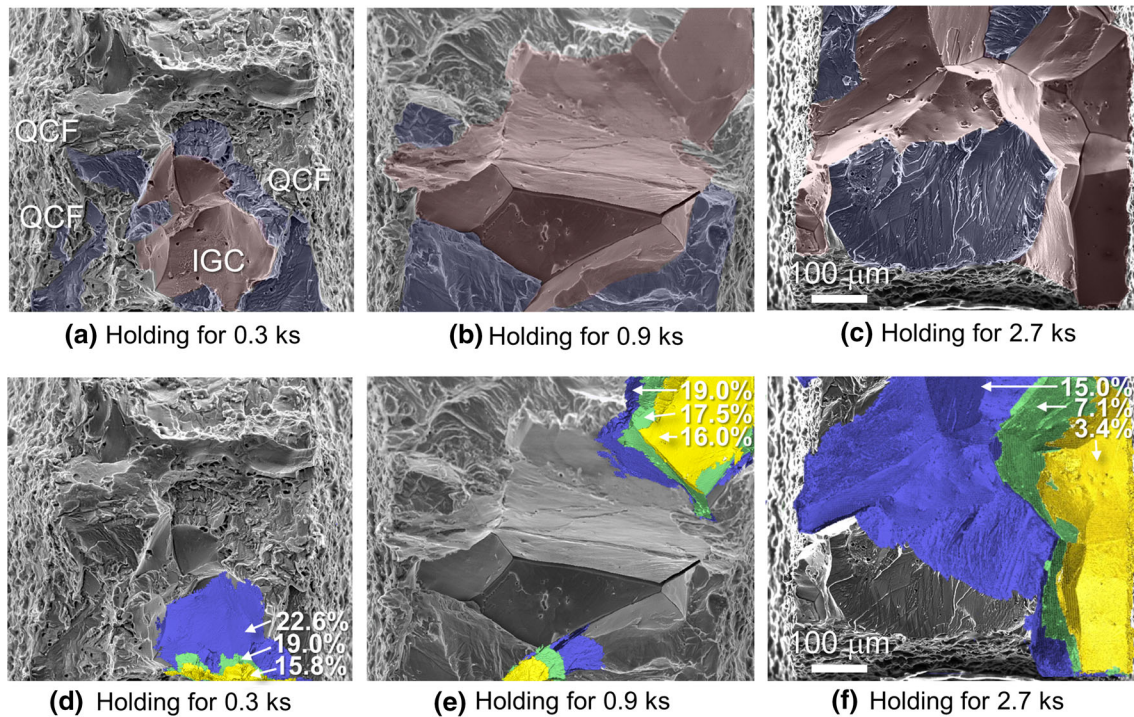 QCF
QCF
QCF
IGC
100 μm
(a) Holding for 0.3 ks
(b) Holding for 0.9 ks
(c) Holding for 2.7 ks
22.6%
19.0%
15.8%
19.0%
17.5%
16.0%
15.0%
7.1%
3.4%
100 μm
(d) Holding for 0.3 ks
(e) Holding for 0.9 ks
(f) Holding for 2.7 ks